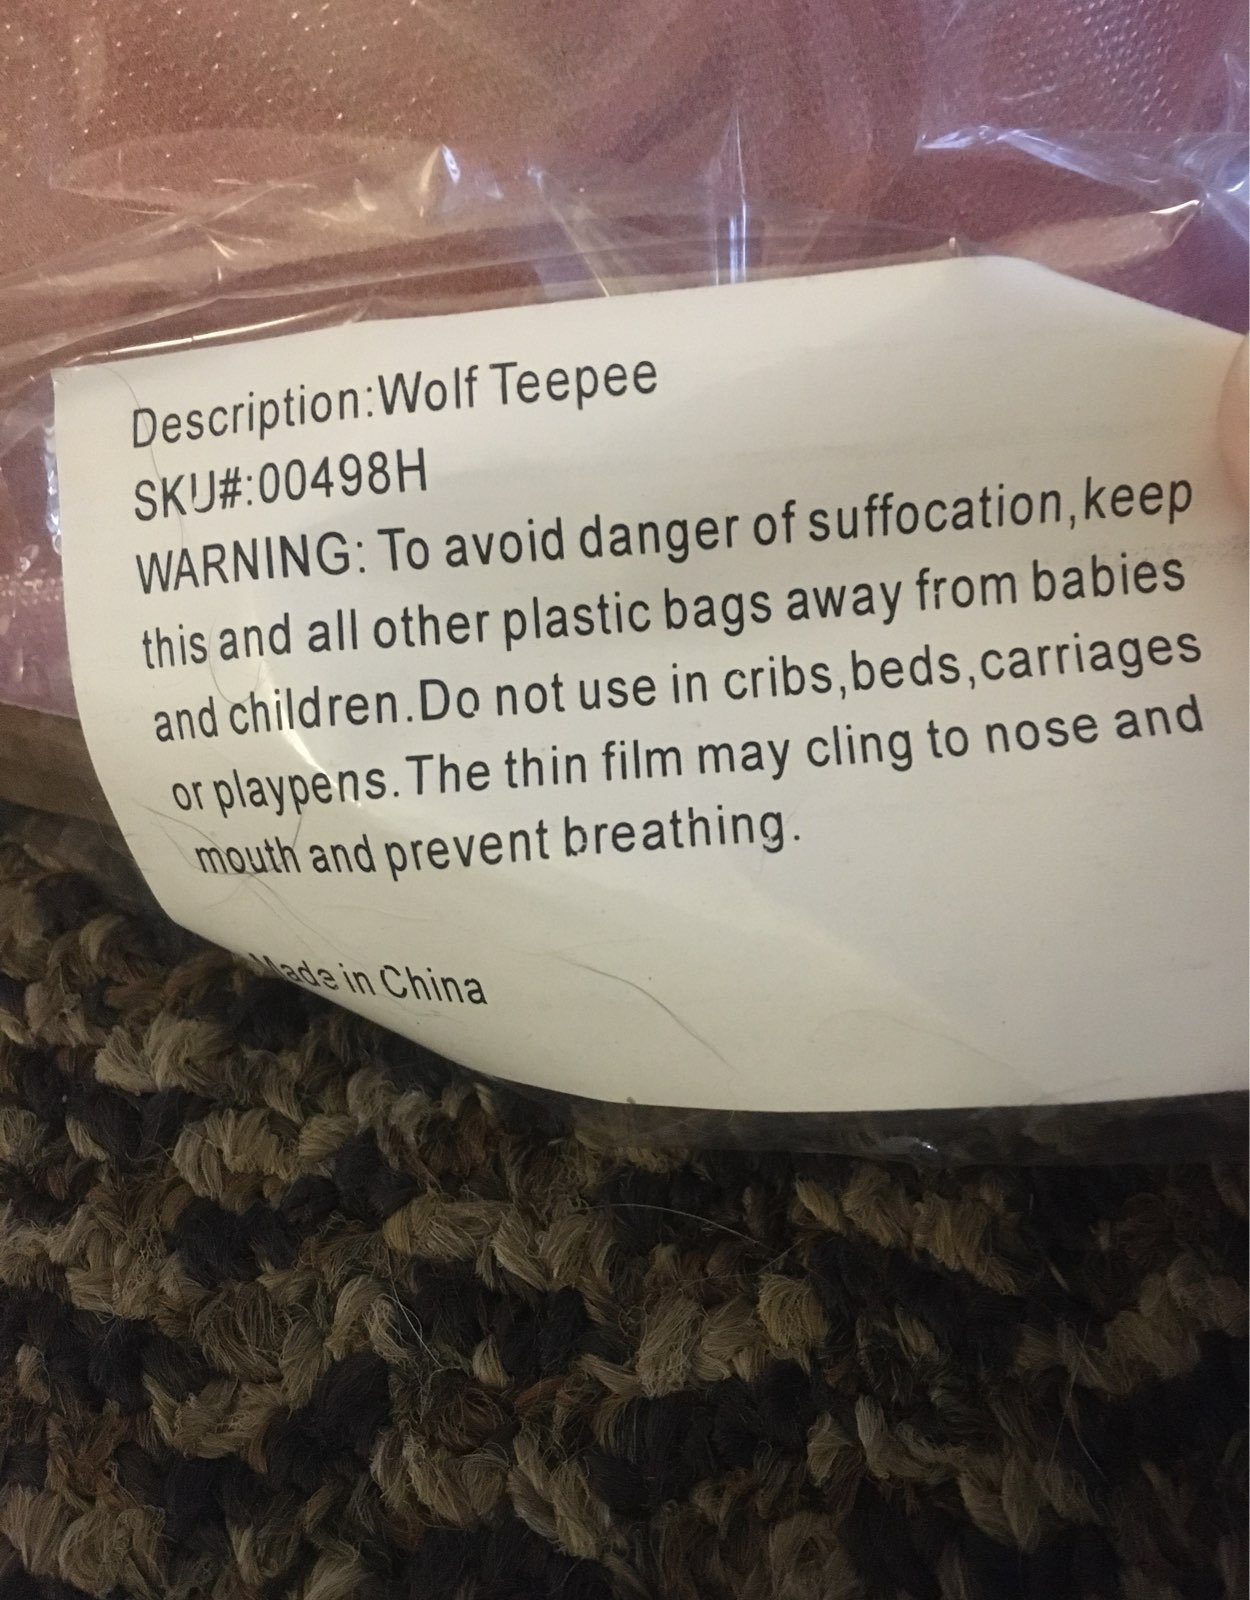 Description:Wolf Teepee
SKU#:00498H
WARNING: To avoid danger of suffocation,keep
this and all other plastic bags away from babies
and children.Do not use in cribs,beds,carriages
or playpens.The thin film may cling to nose and
mouth and prevent breathing.
Made in China